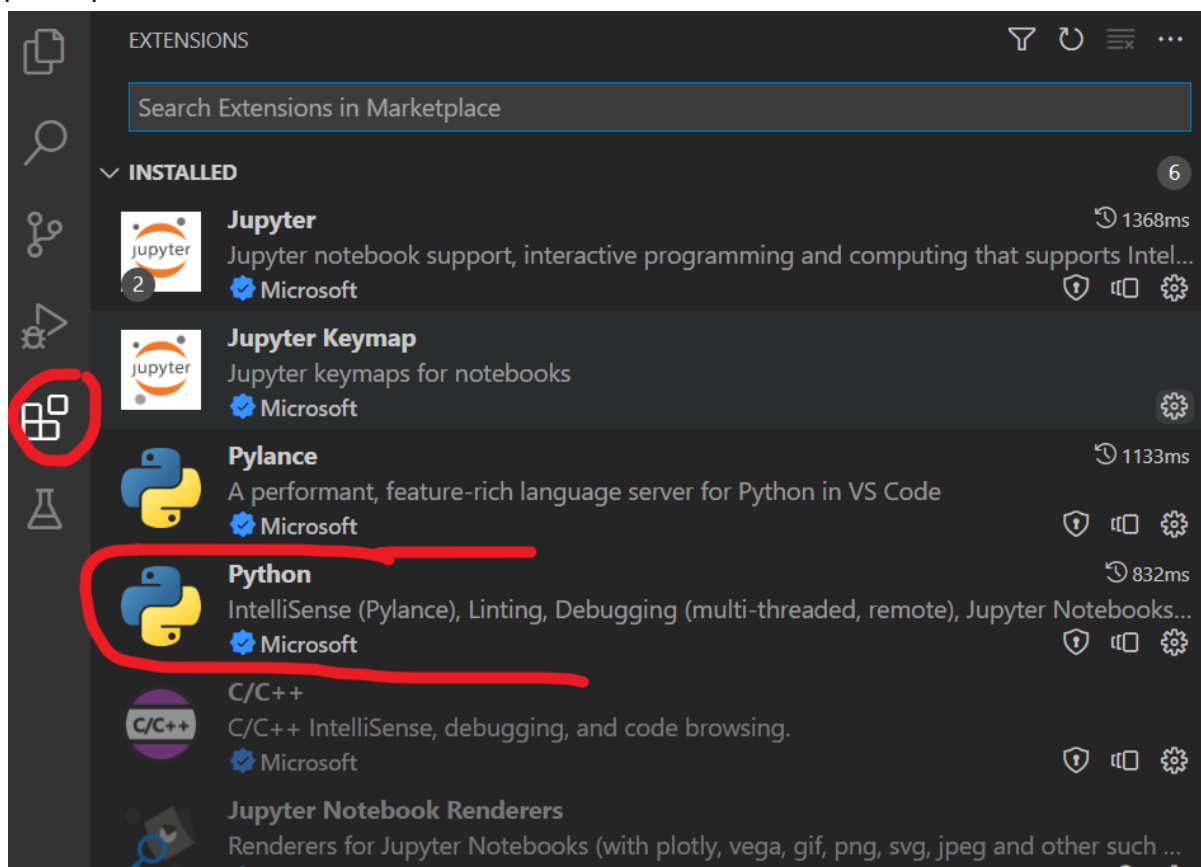 EXTENSIONS
Search Extensions in Marketplace
INSTALLED 6
Jupyter 1368ms
jupyter
Jupyter notebook support, interactive programming and computing that supports Intel...
2
Microsoft
Jupyter Keymap
jupyter
Jupyter keymaps for notebooks
Microsoft
Pylance 1133ms
A performant, feature-rich language server for Python in VS Code
Microsoft
Python 832ms
IntelliSense (Pylance), Linting, Debugging (multi-threaded, remote), Jupyter Notebooks...
Microsoft
C/C++
C/C++
C/C++ IntelliSense, debugging, and code browsing.
Microsoft
Jupyter Notebook Renderers
Renderers for Jupyter Notebooks (with plotly, vega, gif, png, svg, jpeg and other such ...